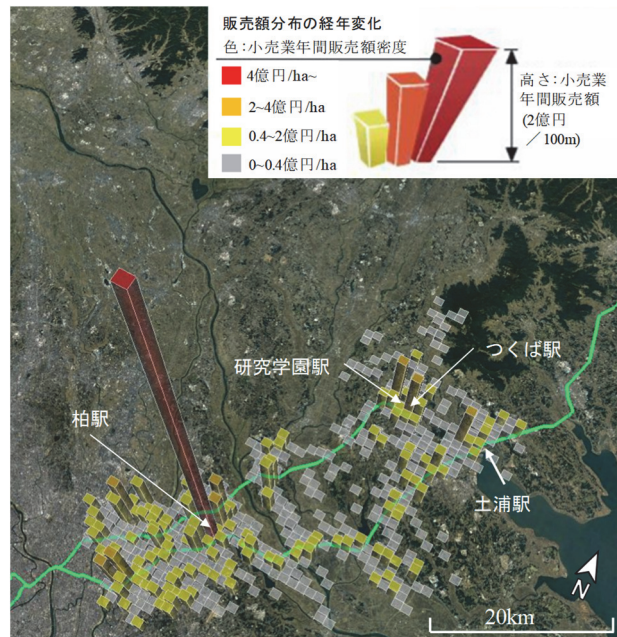 販売額分布の経年変化
色：小売業年間販売額密度
4億円/ha~
2~4億円/ha
0.4~2億円/ha
0~0.4億円/ha
高さ：小売業
年間販売額
(2億円
／100m)
研究学園駅
つくば駅
柏駅
土浦駅
N
20km